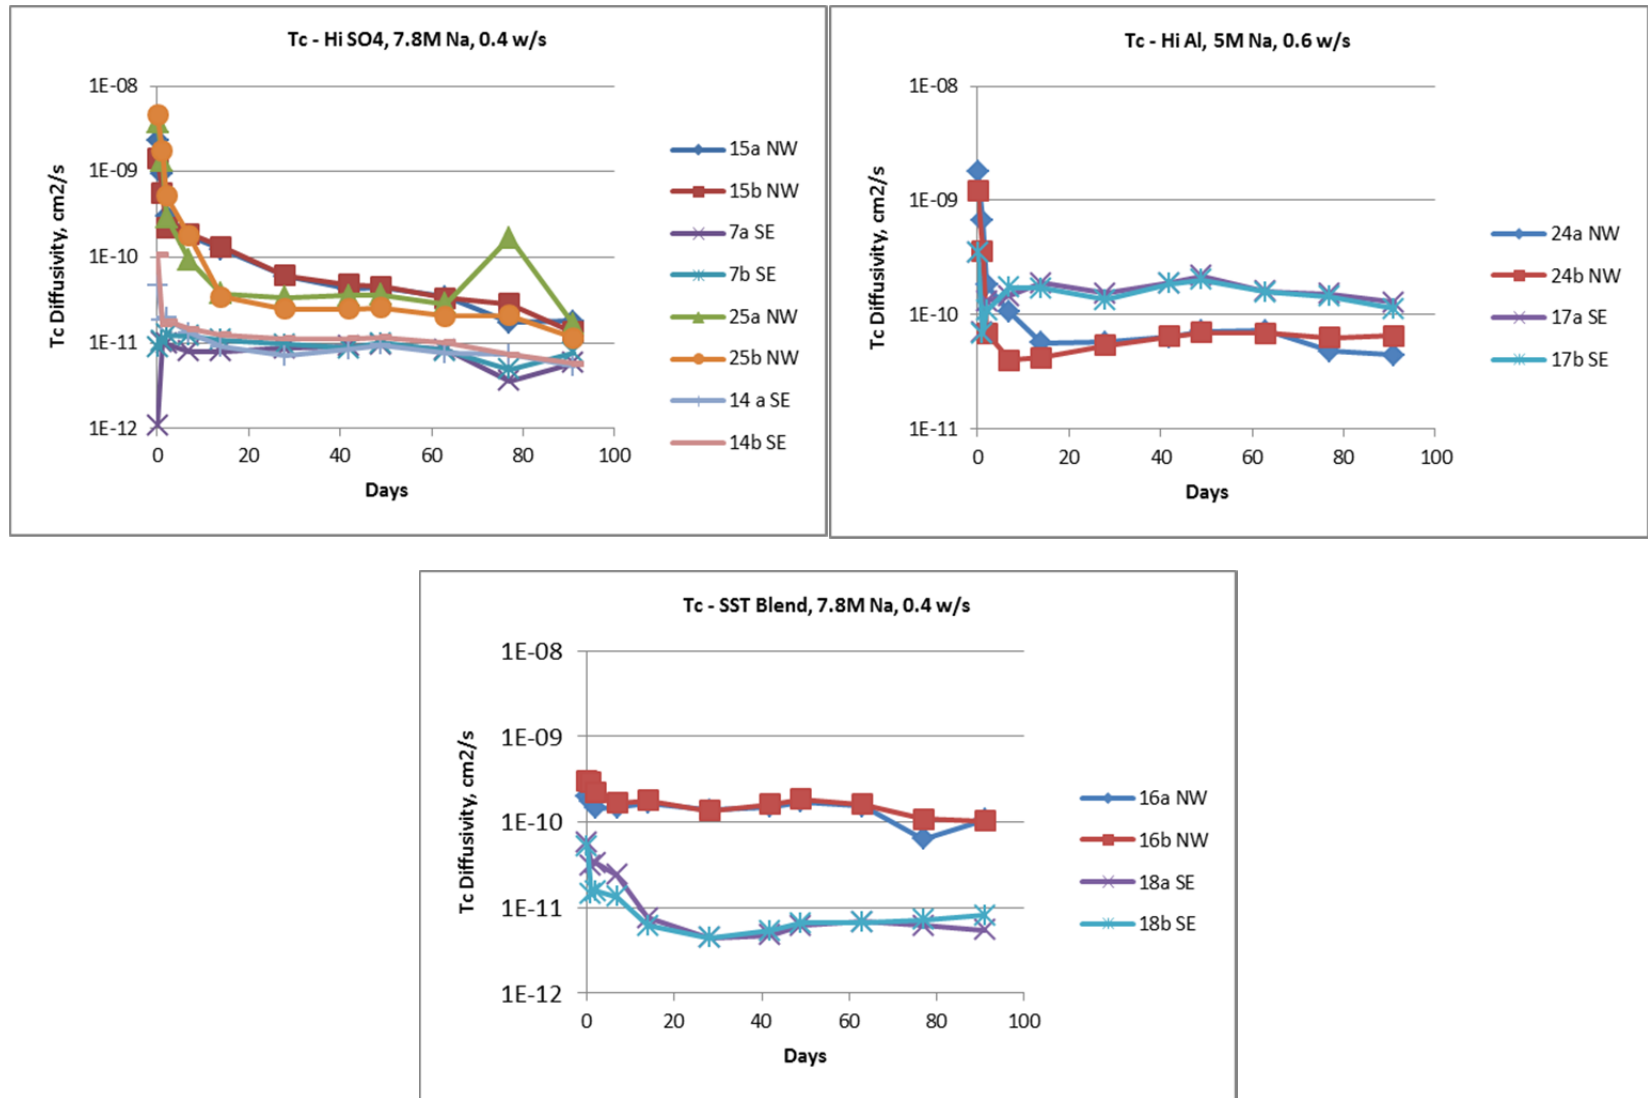 Tc - Hi SO4, 7.8M Na, 0.4 w/s
1E-08
1E-09
1E-10
1E-11
1E-12
Tc Diffusivity, cm2/s
0 20 40 60 80 100
Days
15a NW
15b NW
7a SE
7b SE
25a NW
25b NW
14 a SE
14b SE
Tc - Hi Al, 5M Na, 0.6 w/s
1E-08
1E-09
1E-10
1E-11
Tc Diffusivity, cm2/s
0 20 40 60 80 100
Days
24a NW
24b NW
17a SE
17b SE
Tc - SST Blend, 7.8M Na, 0.4 w/s
1E-08
1E-09
1E-10
1E-11
1E-12
Tc Diffusivity, cm2/s
0 20 40 60 80 100
Days
16a NW
16b NW
18a SE
18b SE